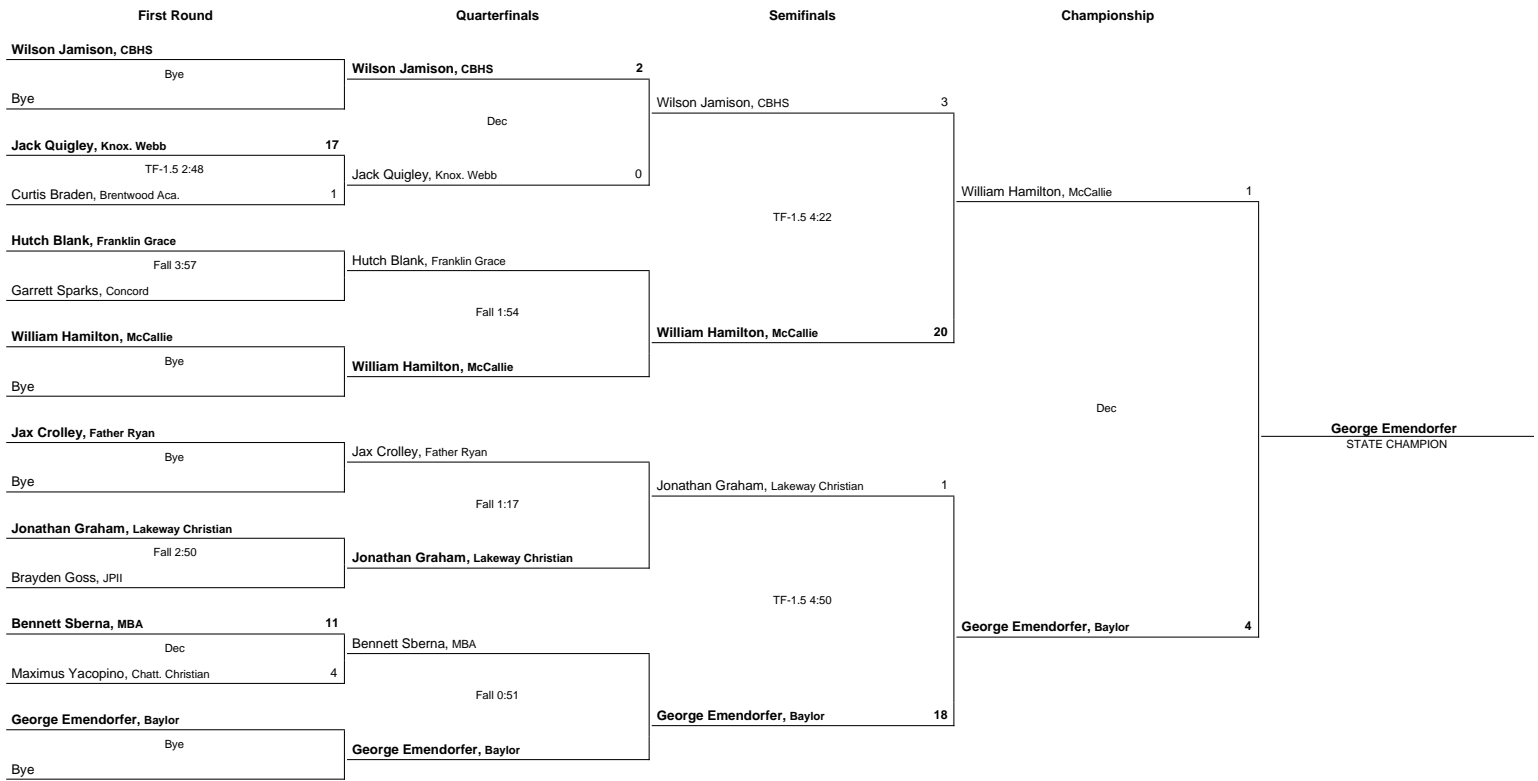 First Round Quarterfinals Semifinals Championship
Wilson Jamison, CBHS
Bye
Bye
Jack Quigley, Knox. Webb 17
TF-1.5 2:48
Curtis Braden, Brentwood Aca. 1
Hutch Blank, Franklin Grace
Fall 3:57
Garrett Sparks, Concord
William Hamilton, McCallie
Bye
Bye
Jax Crolley, Father Ryan
Bye
Bye
Jonathan Graham, Lakeway Christian
Fall 2:50
Brayden Goss, JPII
Bennett Sberna, MBA 11
Dec
Maximus Yacopino, Chatt. Christian 4
George Emendorfer, Baylor
Bye
Bye
Wilson Jamison, CBHS 2
Dec
Jack Quigley, Knox. Webb 0
Hutch Blank, Franklin Grace
Fall 1:54
William Hamilton, McCallie
Jax Crolley, Father Ryan
Fall 1:17
Jonathan Graham, Lakeway Christian
Bennett Sberna, MBA
Fall 0:51
George Emendorfer, Baylor
Wilson Jamison, CBHS 3
TF-1.5 4:22
William Hamilton, McCallie 20
Jonathan Graham, Lakeway Christian 1
TF-1.5 4:50
George Emendorfer, Baylor 18
William Hamilton, McCallie 1
Dec
George Emendorfer, Baylor 4
George Emendorfer
STATE CHAMPION